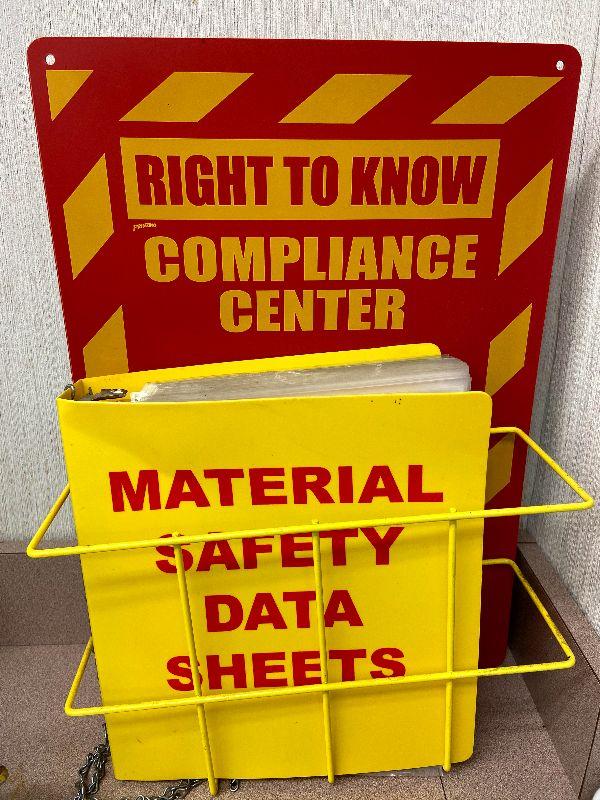 RIGHT TO KNOW
COMPLIANCE
CENTER
MATERIAL
SAFETY
DATA
SHEETS